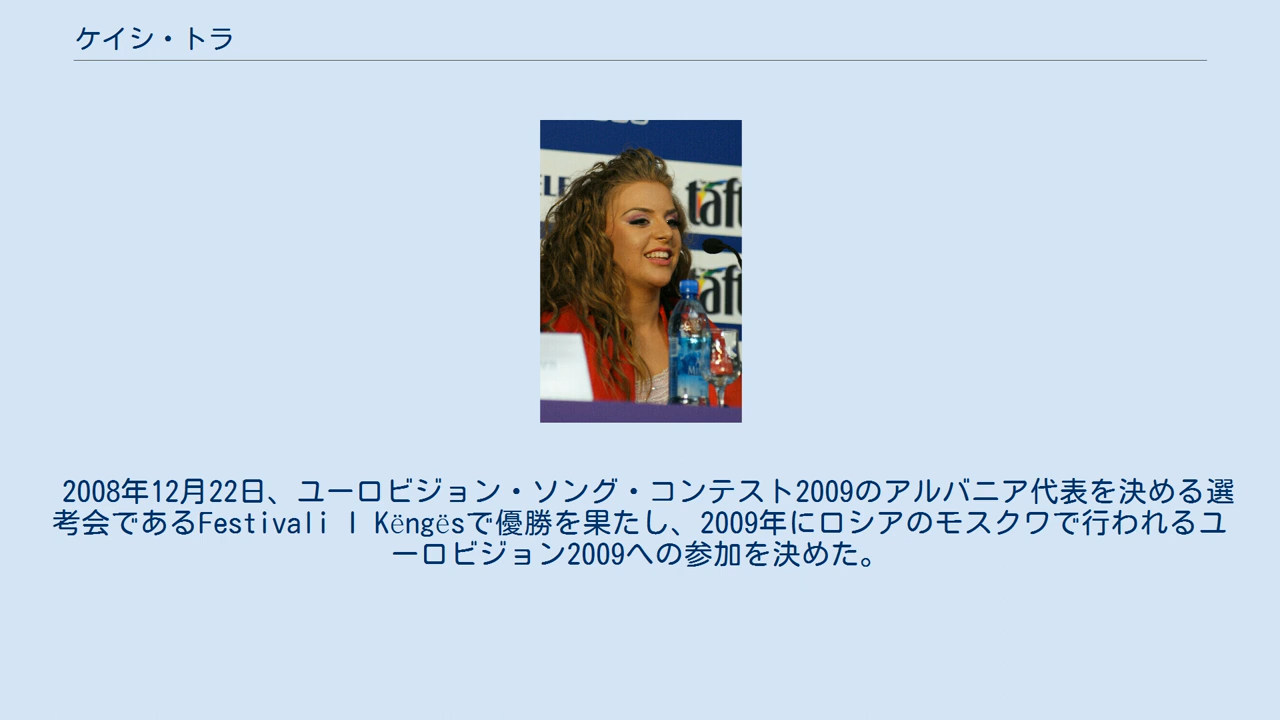 ケイシ・トラ
ELE
taft
taft
2008年12月22日、ユーロビジョン・ソング・コンテスト2009のアルバニア代表を決める選
考会であるFestivali I Këngësで優勝を果たし、2009年にロシアのモスクワで行われるユ
ーロビジョン2009への参加を決めた。